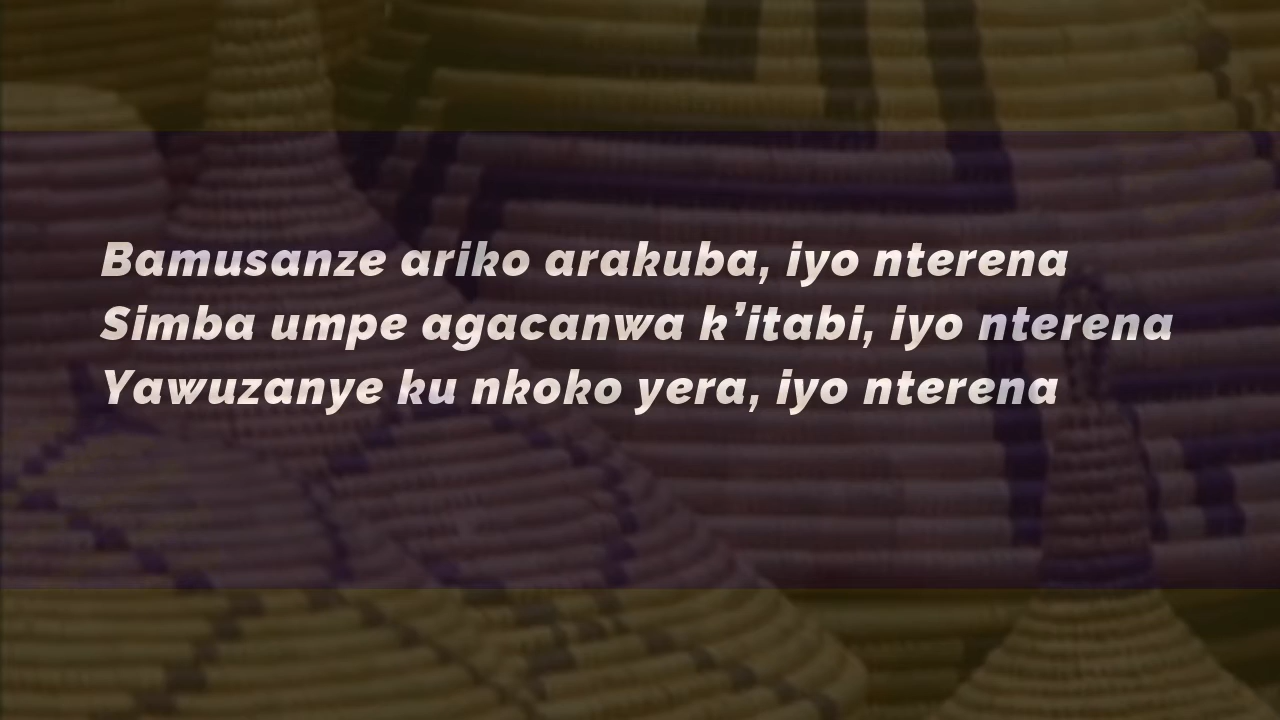 Bamusanze ariko arakuba, iyo nterena
Simba umpe agacanwa k’itabi, iyo nterena
Yawuzanye ku nkoko yera, iyo nterena